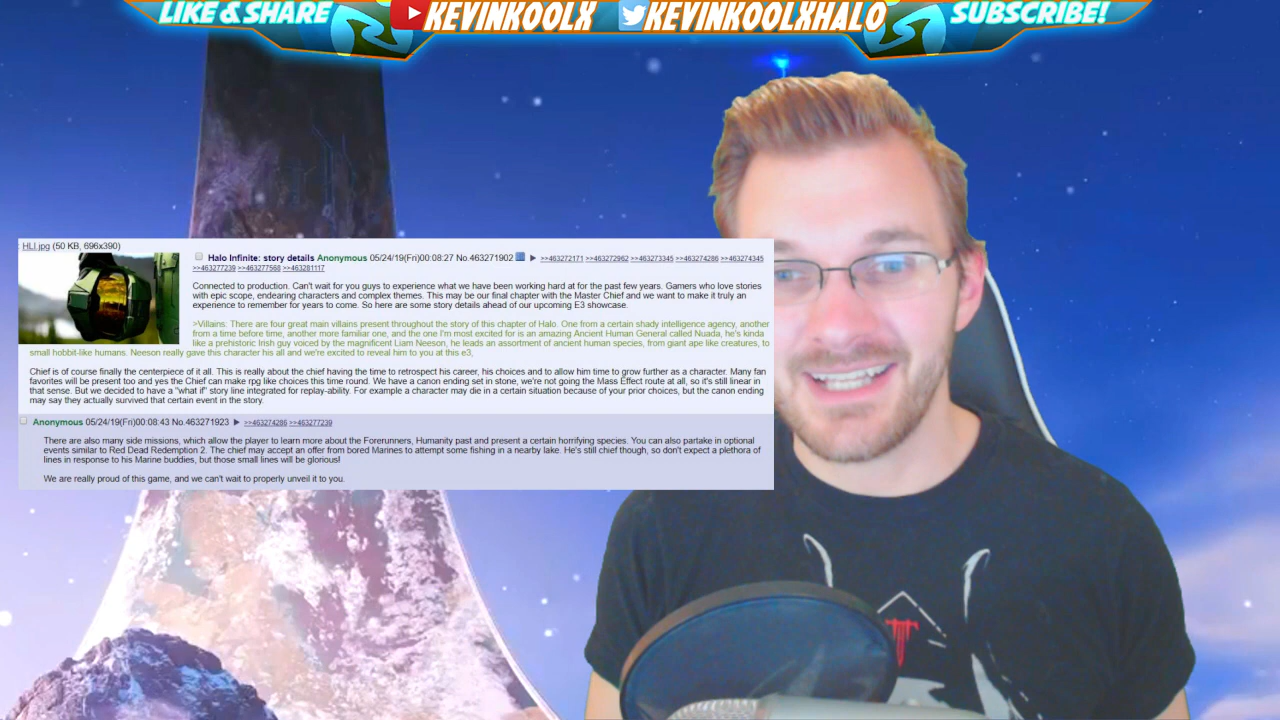 LIKE & SHARE KEVINKOOLX KEVINKOOLXHALO SUBSCRIBE!
HLI.jpg (50 KB, 696x390)
Halo Infinite: story details Anonymous 05/24/19(Fri)00:08:27 No.463271902 ▶ >>463272171 >>463272962 >>463273345 >>463274286 >>463274345
>>463277239 >>463277568 >>463281117
Connected to production. Can't wait for you guys to experience what we have been working hard at for the past few years. Gamers who love stories
with epic scope, endearing characters and complex themes. This may be our final chapter with the Master Chief and we want to make it truly an
experience to remember for years to come. So here are some story details ahead of our upcoming E3 showcase.
>Villains: There are four great main villains present throughout the story of this chapter of Halo. One from a certain shady intelligence agency, another
from a time before time, another more familiar one, and the one I'm most excited for is an amazing Ancient Human General called Nuada, he's kinda
like a prehistoric Irish guy voiced by the magnificent Liam Neeson, he leads an assortment of ancient human species, from giant ape like creatures, to
small hobbit-like humans. Neeson really gave this character his all and we're excited to reveal him to you at this e3,
Chief is of course finally the centerpiece of it all. This is really about the chief having the time to retrospect his career, his choices and to allow him time to grow further as a character. Many fan
favorites will be present too and yes the Chief can make rpg like choices this time round. We have a canon ending set in stone, we're not going the Mass Effect route at all, so it's still linear in
that sense. But we decided to have a "what if" story line integrated for replay-ability. For example a character may die in a certain situation because of your prior choices, but the canon ending
may say they actually survived that certain event in the story.
Anonymous 05/24/19(Fri)00:08:43 No.463271923 ▶ >>463274286 >>463277239
There are also many side missions, which allow the player to learn more about the Forerunners, Humanity past and present a certain horrifying species. You can also partake in optional
events similar to Red Dead Redemption 2. The chief may accept an offer from bored Marines to attempt some fishing in a nearby lake. He's still chief though, so don't expect a plethora of
lines in response to his Marine buddies, but those small lines will be glorious!
We are really proud of this game, and we can't wait to properly unveil it to you.